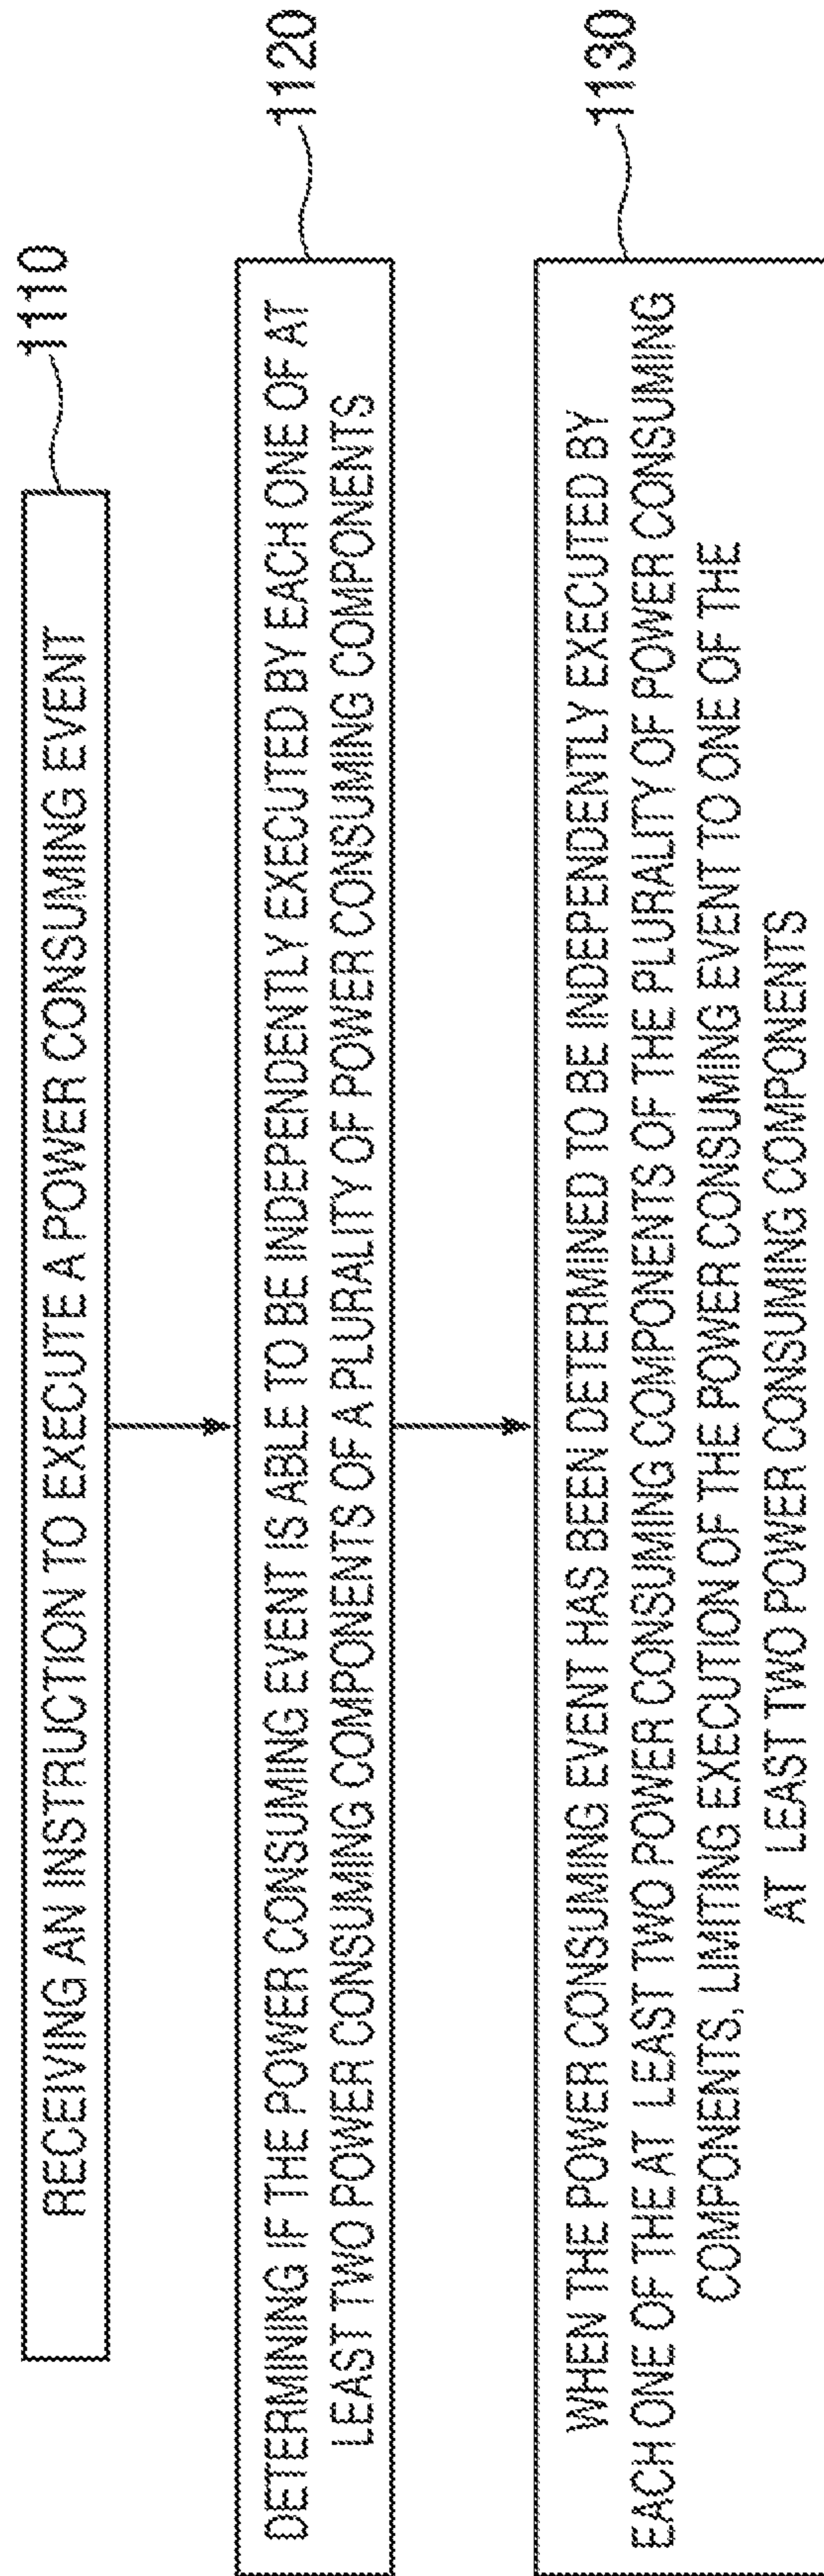 1110
RECEIVING AN INSTRUCTION TO EXECUTE A POWER CONSUMING EVENT
1120
DETERMINING IF THE POWER CONSUMING EVENT IS ABLE TO BE INDEPENDENTLY EXECUTED BY EACH ONE OF AT
LEAST TWO POWER CONSUMING COMPONENTS OF A PLURALITY OF POWER CONSUMING COMPONENTS
1130
WHEN THE POWER CONSUMING EVENT HAS BEEN DETERMINED TO BE INDEPENDENTLY EXECUTED BY
EACH ONE OF THE AT LEAST TWO POWER CONSUMING COMPONENTS OF THE PLURALITY OF POWER CONSUMING
COMPONENTS, LIMITING EXECUTION OF THE POWER CONSUMING EVENT TO ONE OF THE
AT LEAST TWO POWER CONSUMING COMPONENTS